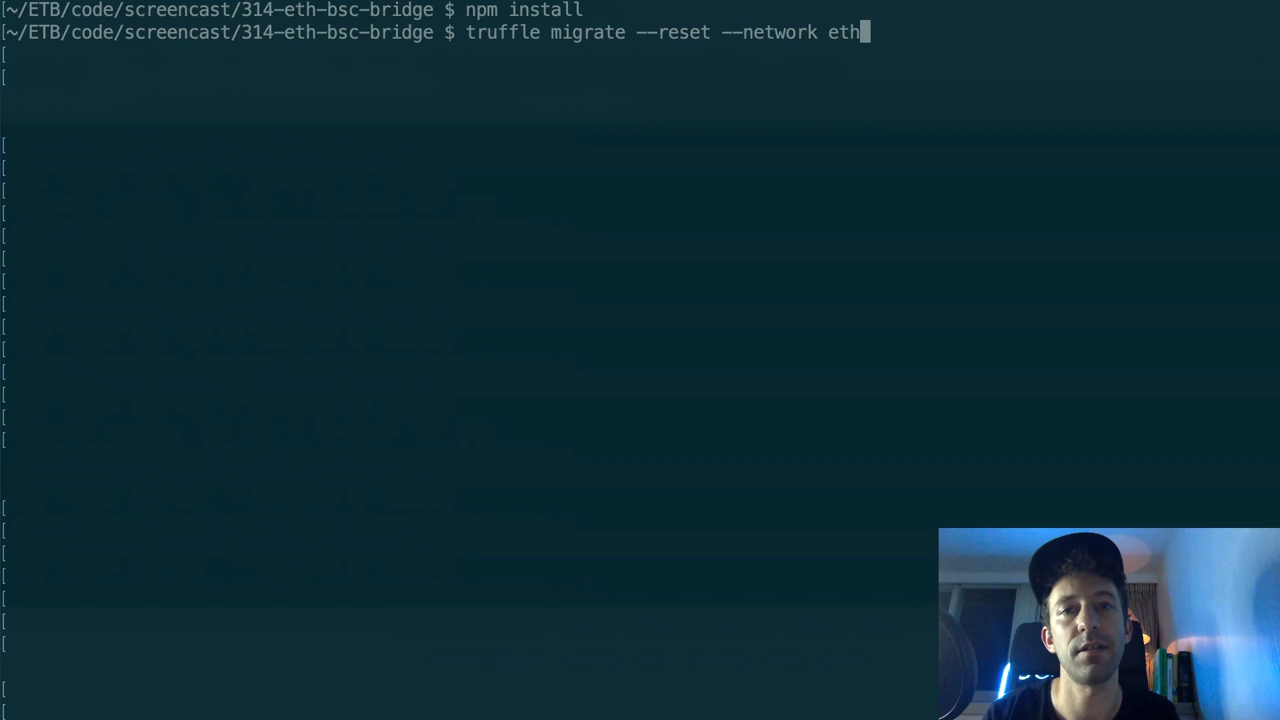 [~/ETB/code/screencast/314-eth-bsc-bridge $ npm install
[~/ETB/code/screencast/314-eth-bsc-bridge $ truffle migrate --reset --network eth